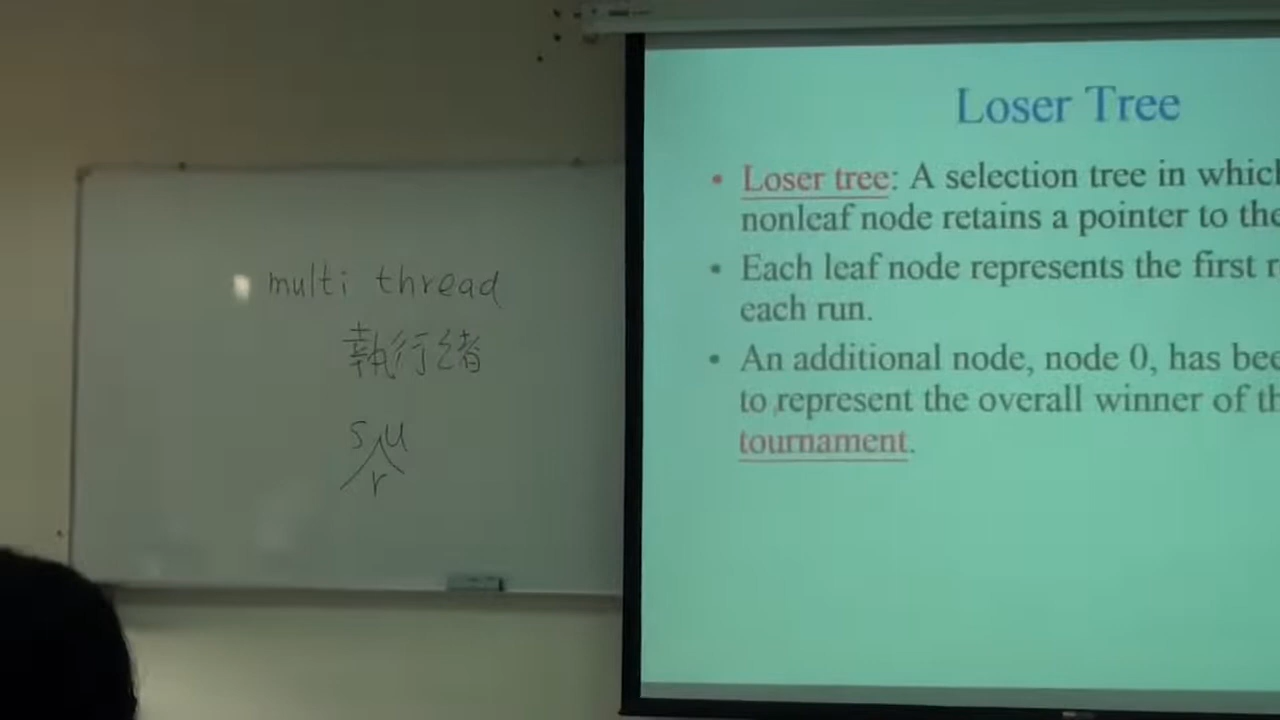 multi thread
執行緒
s u
r
Loser Tree
• Loser tree: A selection tree in which
nonleaf node retains a pointer to the
• Each leaf node represents the first r
each run.
• An additional node, node 0, has bee
to represent the overall winner of th
tournament.